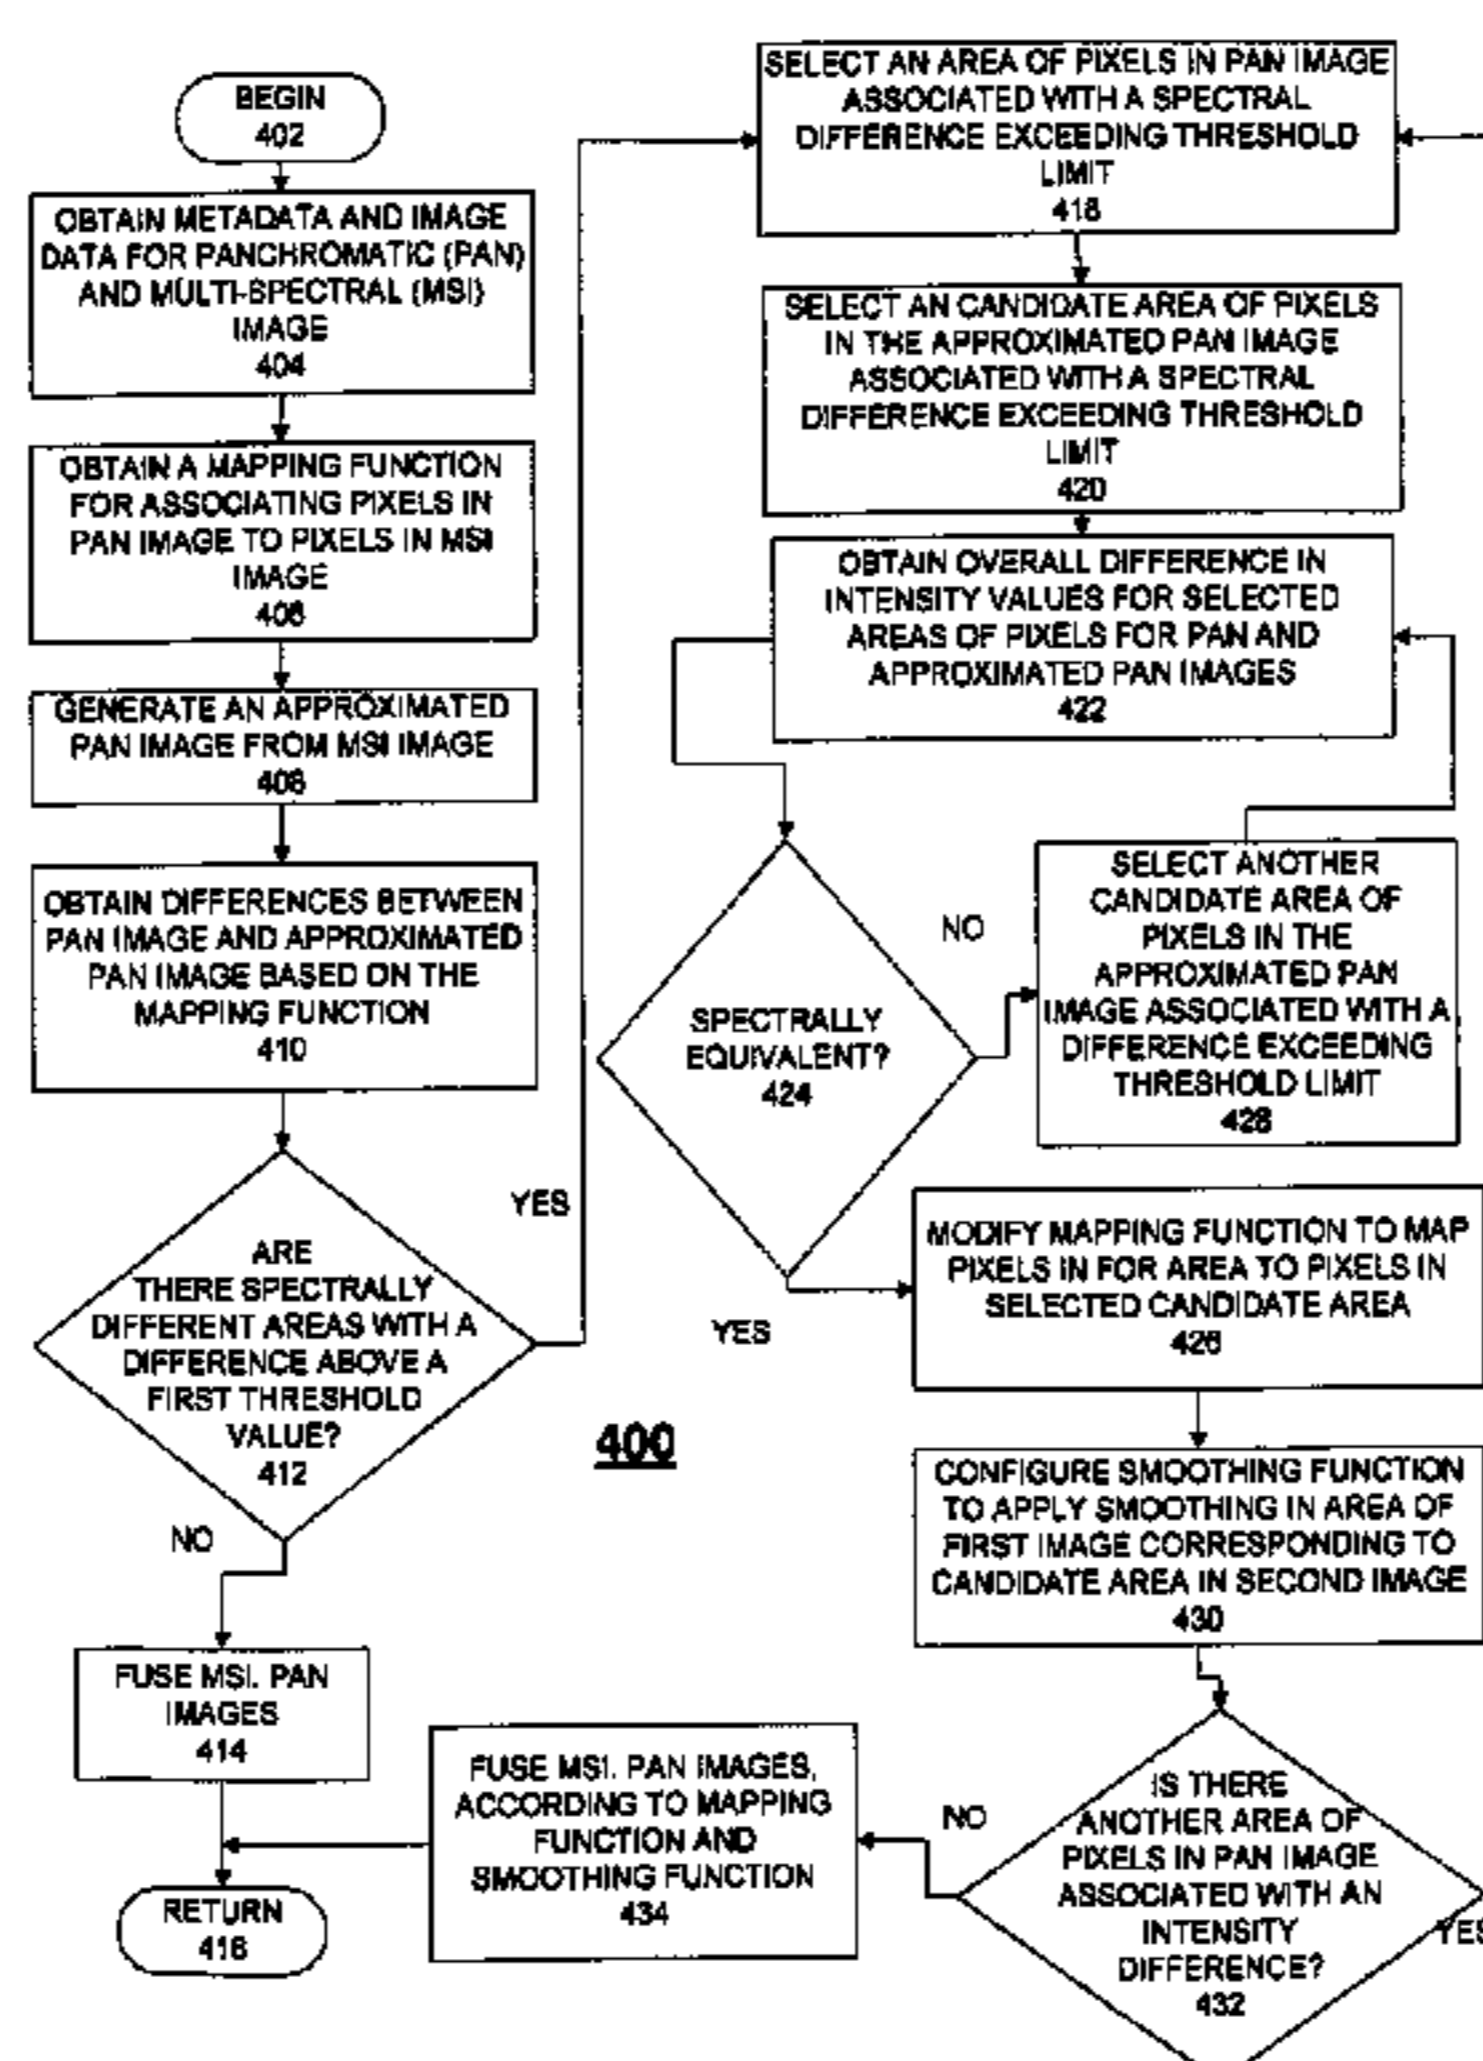 BEGIN
402
OBTAIN METADATA AND IMAGE
DATA FOR PANCHROMATIC (PAN)
AND MULTI-SPECTRAL (MSI)
IMAGE
404
OBTAIN A MAPPING FUNCTION
FOR ASSOCIATING PIXELS IN
PAN IMAGE TO PIXELS IN MSI
IMAGE
406
GENERATE AN APPROXIMATED
PAN IMAGE FROM MSI IMAGE
408
OBTAIN DIFFERENCES BETWEEN
PAN IMAGE AND APPROXIMATED
PAN IMAGE BASED ON THE
MAPPING FUNCTION
410
ARE
THERE SPECTRALLY
DIFFERENT AREAS WITH A
DIFFERENCE ABOVE A
FIRST THRESHOLD
VALUE?
412
YES
NO
FUSE MSI. PAN
IMAGES
414
RETURN
416
SELECT AN AREA OF PIXELS IN PAN IMAGE
ASSOCIATED WITH A SPECTRAL
DIFFERENCE EXCEEDING THRESHOLD
LIMIT
418
SELECT AN CANDIDATE AREA OF PIXELS
IN THE APPROXIMATED PAN IMAGE
ASSOCIATED WITH A SPECTRAL
DIFFERENCE EXCEEDING THRESHOLD
LIMIT
420
OBTAIN OVERALL DIFFERENCE IN
INTENSITY VALUES FOR SELECTED
AREAS OF PIXELS FOR PAN AND
APPROXIMATED PAN IMAGES
422
SPECTRALLY
EQUIVALENT?
424
NO
SELECT ANOTHER
CANDIDATE AREA OF
PIXELS IN THE
APPROXIMATED PAN
IMAGE ASSOCIATED WITH A
DIFFERENCE EXCEEDING
THRESHOLD LIMIT
428
YES
MODIFY MAPPING FUNCTION TO MAP
PIXELS IN FOR AREA TO PIXELS IN
SELECTED CANDIDATE AREA
426
400
CONFIGURE SMOOTHING FUNCTION
TO APPLY SMOOTHING IN AREA OF
FIRST IMAGE CORRESPONDING TO
CANDIDATE AREA IN SECOND IMAGE
430
IS THERE
ANOTHER AREA OF
PIXELS IN PAN IMAGE
ASSOCIATED WITH AN
INTENSITY
DIFFERENCE?
432
YES
NO
FUSE MSI. PAN IMAGES,
ACCORDING TO MAPPING
FUNCTION AND
SMOOTHING FUNCTION
434